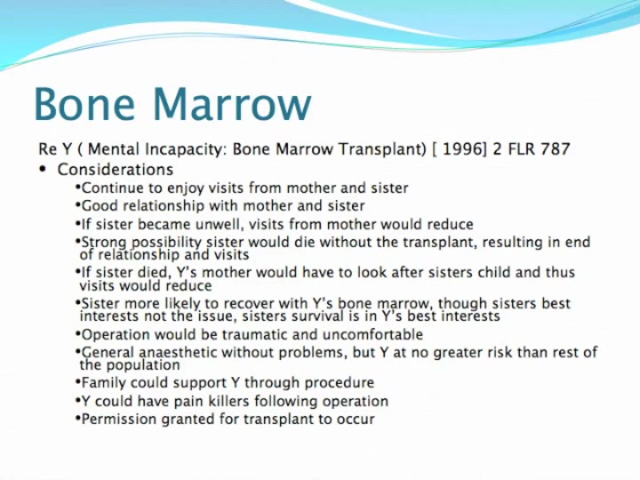 Bone Marrow
Re Y ( Mental Incapacity: Bone Marrow Transplant) [ 1996] 2 FLR 787
• Considerations
•Continue to enjoy visits from mother and sister
•Good relationship with mother and sister
•If sister became unwell, visits from mother would reduce
•Strong possibility sister would die without the transplant, resulting in end
of relationship and visits
•If sister died, Y's mother would have to look after sisters child and thus
visits would reduce
•Sister more likely to recover with Y's bone marrow, though sisters best
interests not the issue, sisters survival is in Y's best interests
•Operation would be traumatic and uncomfortable
•General anaesthetic without problems, but Y at no greater risk than rest of
the population
•Family could support Y through procedure
•Y could have pain killers following operation
•Permission granted for transplant to occur